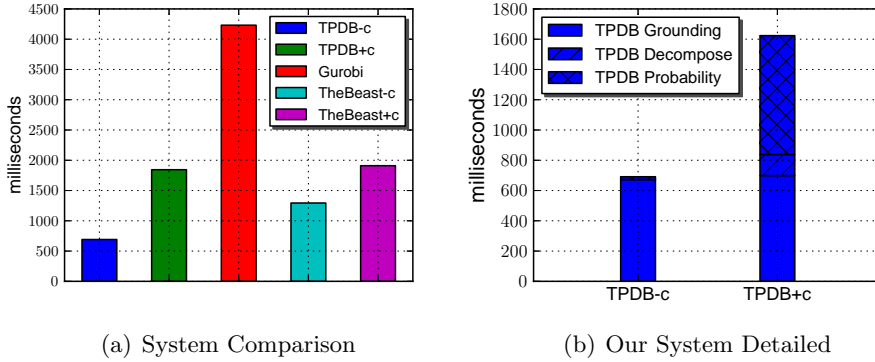 4500
4000
3500
3000
2500
2000
1500
1000
500
0
milliseconds
TPDB-c
TPDB+c
Gurobi
TheBeast-c
TheBeast+c
(a) System Comparison
1800
1600
1400
1200
1000
800
600
400
200
0
milliseconds
TPDB Grounding
TPDB Decompose
TPDB Probability
TPDB-c TPDB+c
(b) Our System Detailed